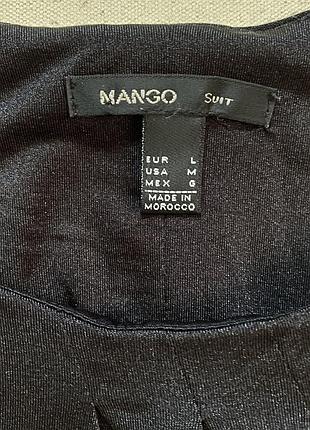 MANGO SUIT
EUR L
USA M
MEX G
MADE IN
MOROCCO